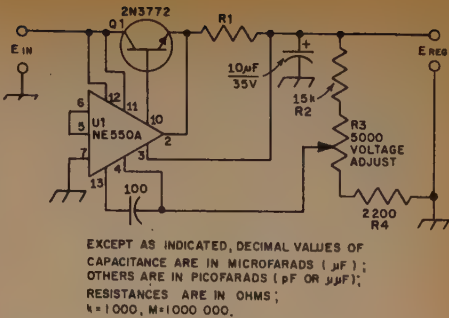 2N3772
Q1
R1
E IN
E REG
10µF
35V
15k
R2
12
11
6
5
U1
NE550A
10
2
7
3
4
13
R3
5000
VOLTAGE
ADJUST
100
2200
R4
EXCEPT AS INDICATED, DECIMAL VALUES OF
CAPACITANCE ARE IN MICROFARADS (µF);
OTHERS ARE IN PICOFARADS (pF OR µµF);
RESISTANCES ARE IN OHMS;
k=1000, M=1000 000.